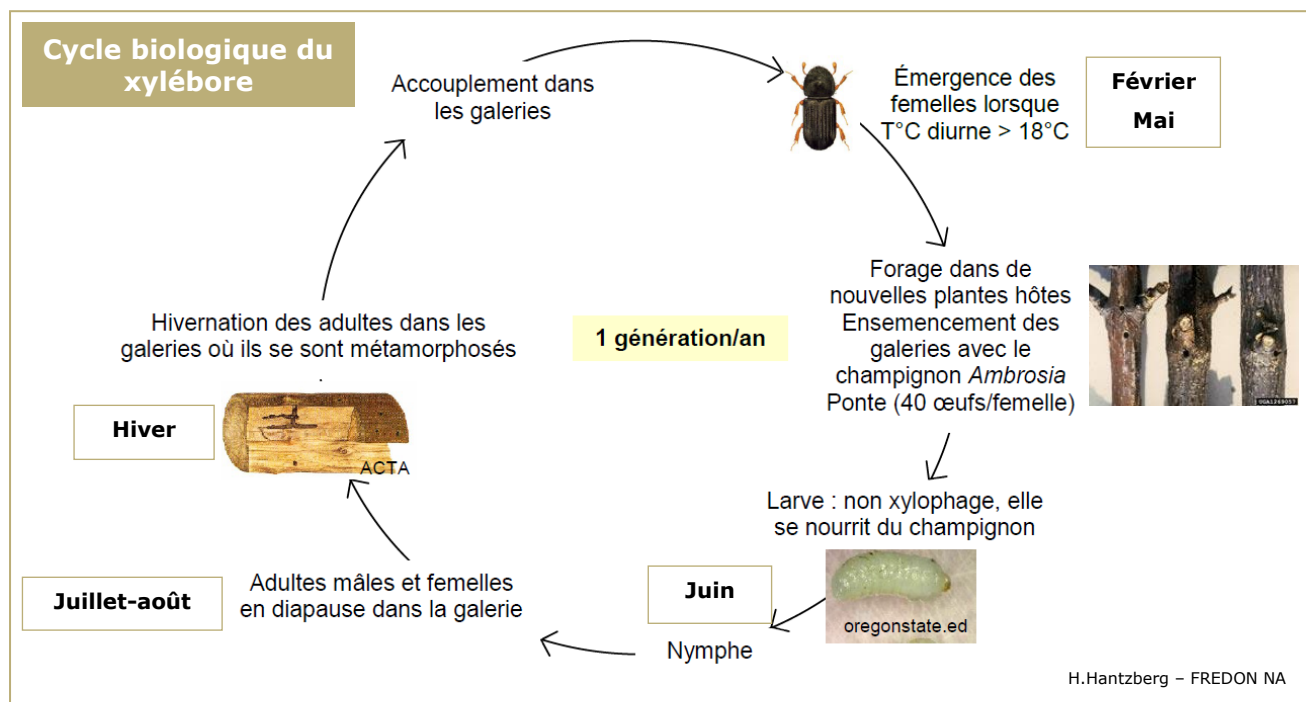 Cycle biologique du
xylébore
Accouplement dans
les galeries
Émergence des
femelles lorsque
T°C diurne > 18°C
Février
Mai
Forage dans de
nouvelles plantes hôtes
Ensemencement des
galeries avec le
champignon Ambrosia
Ponte (40 œufs/femelle)
UGA1269057
Larve : non xylophage, elle
se nourrit du champignon
oregonstate.ed
Juin
Nymphe
Adultes mâles et femelles
en diapause dans la galerie
Juillet-août
Hivernation des adultes dans les
galeries où ils se sont métamorphosés
Hiver
ACTA
1 génération/an
H.Hantzberg – FREDON NA